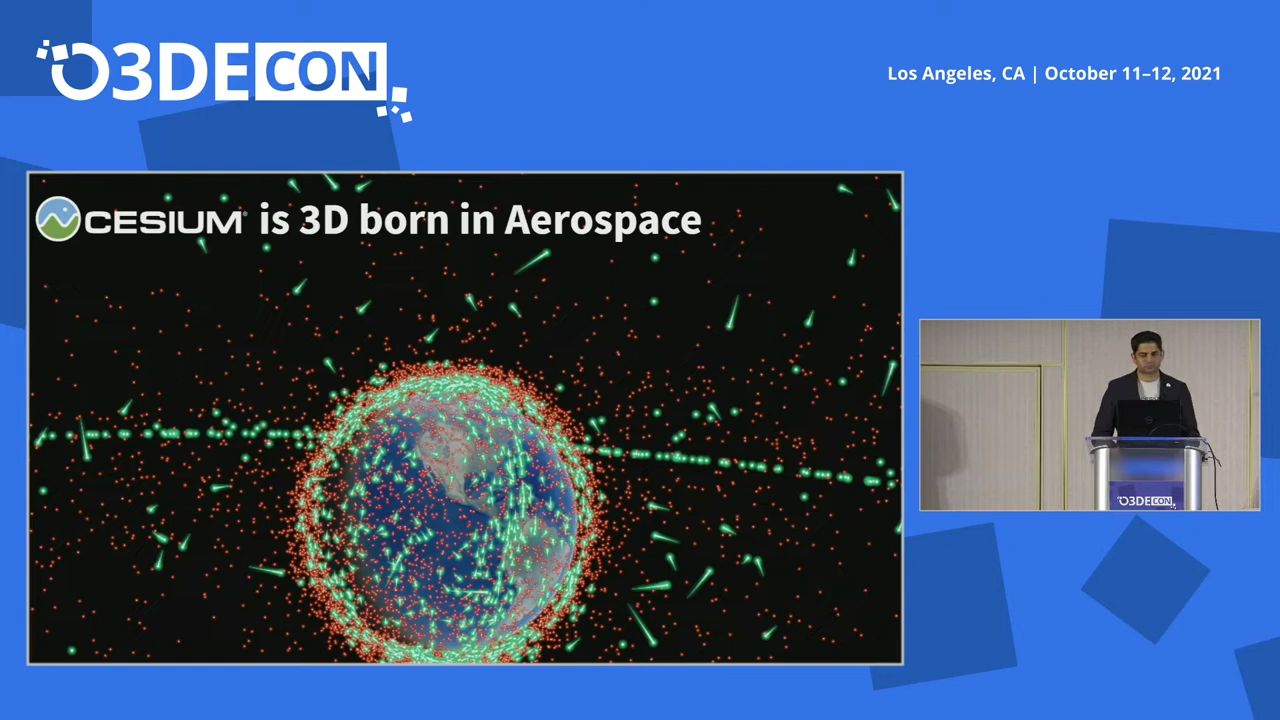 O3DECON
Los Angeles, CA | October 11–12, 2021
CESIUM® is 3D born in Aerospace
O3DECON